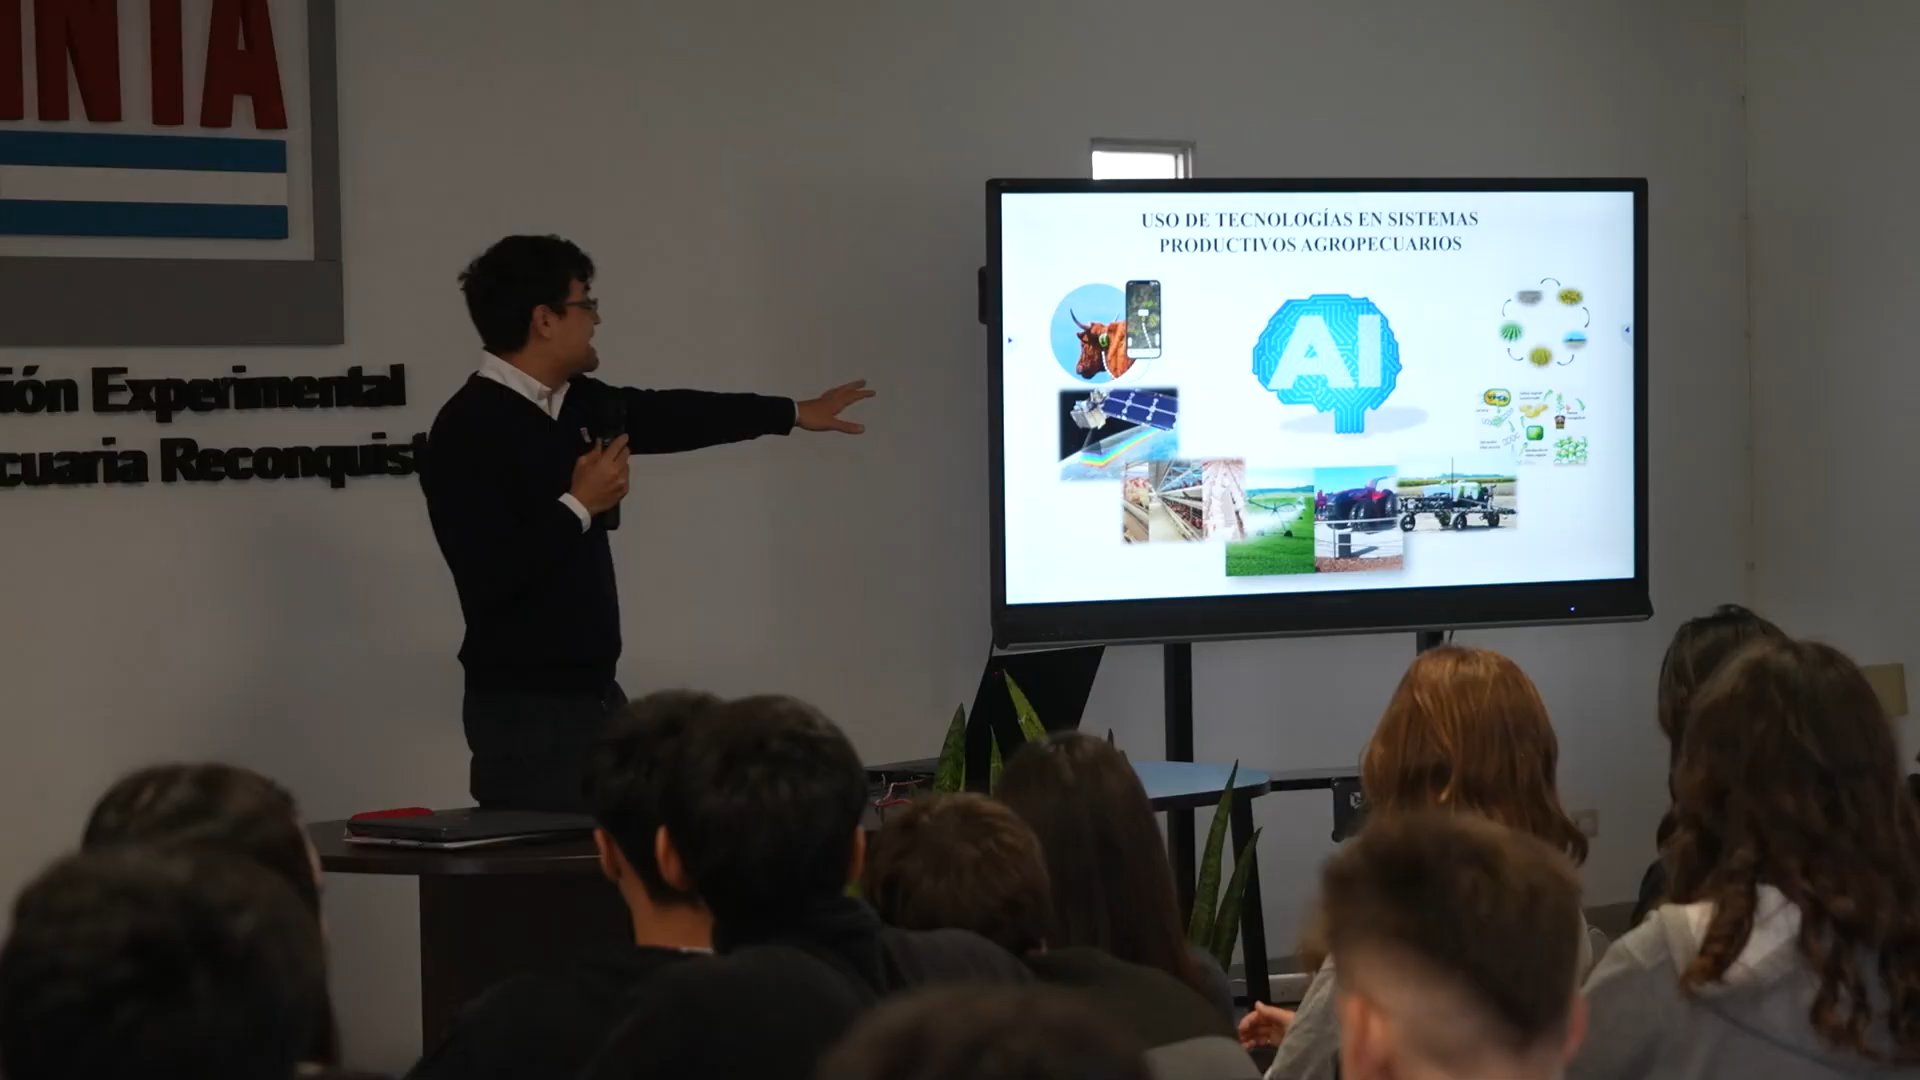 INTA
ión Experimental
cuaria Reconquist
USO DE TECNOLOGÍAS EN SISTEMAS
PRODUCTIVOS AGROPECUARIOS
AI